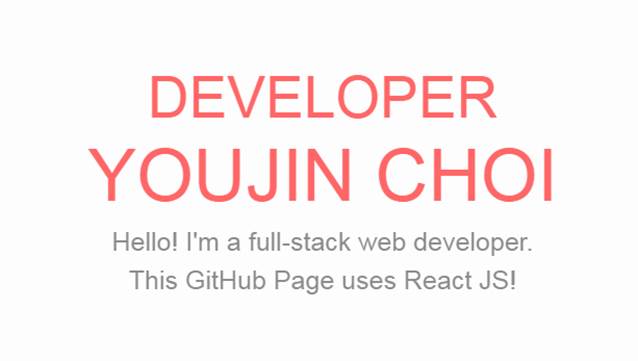 DEVELOPER
YOUJIN CHOI
Hello! I'm a full-stack web developer.
This GitHub Page uses React JS!